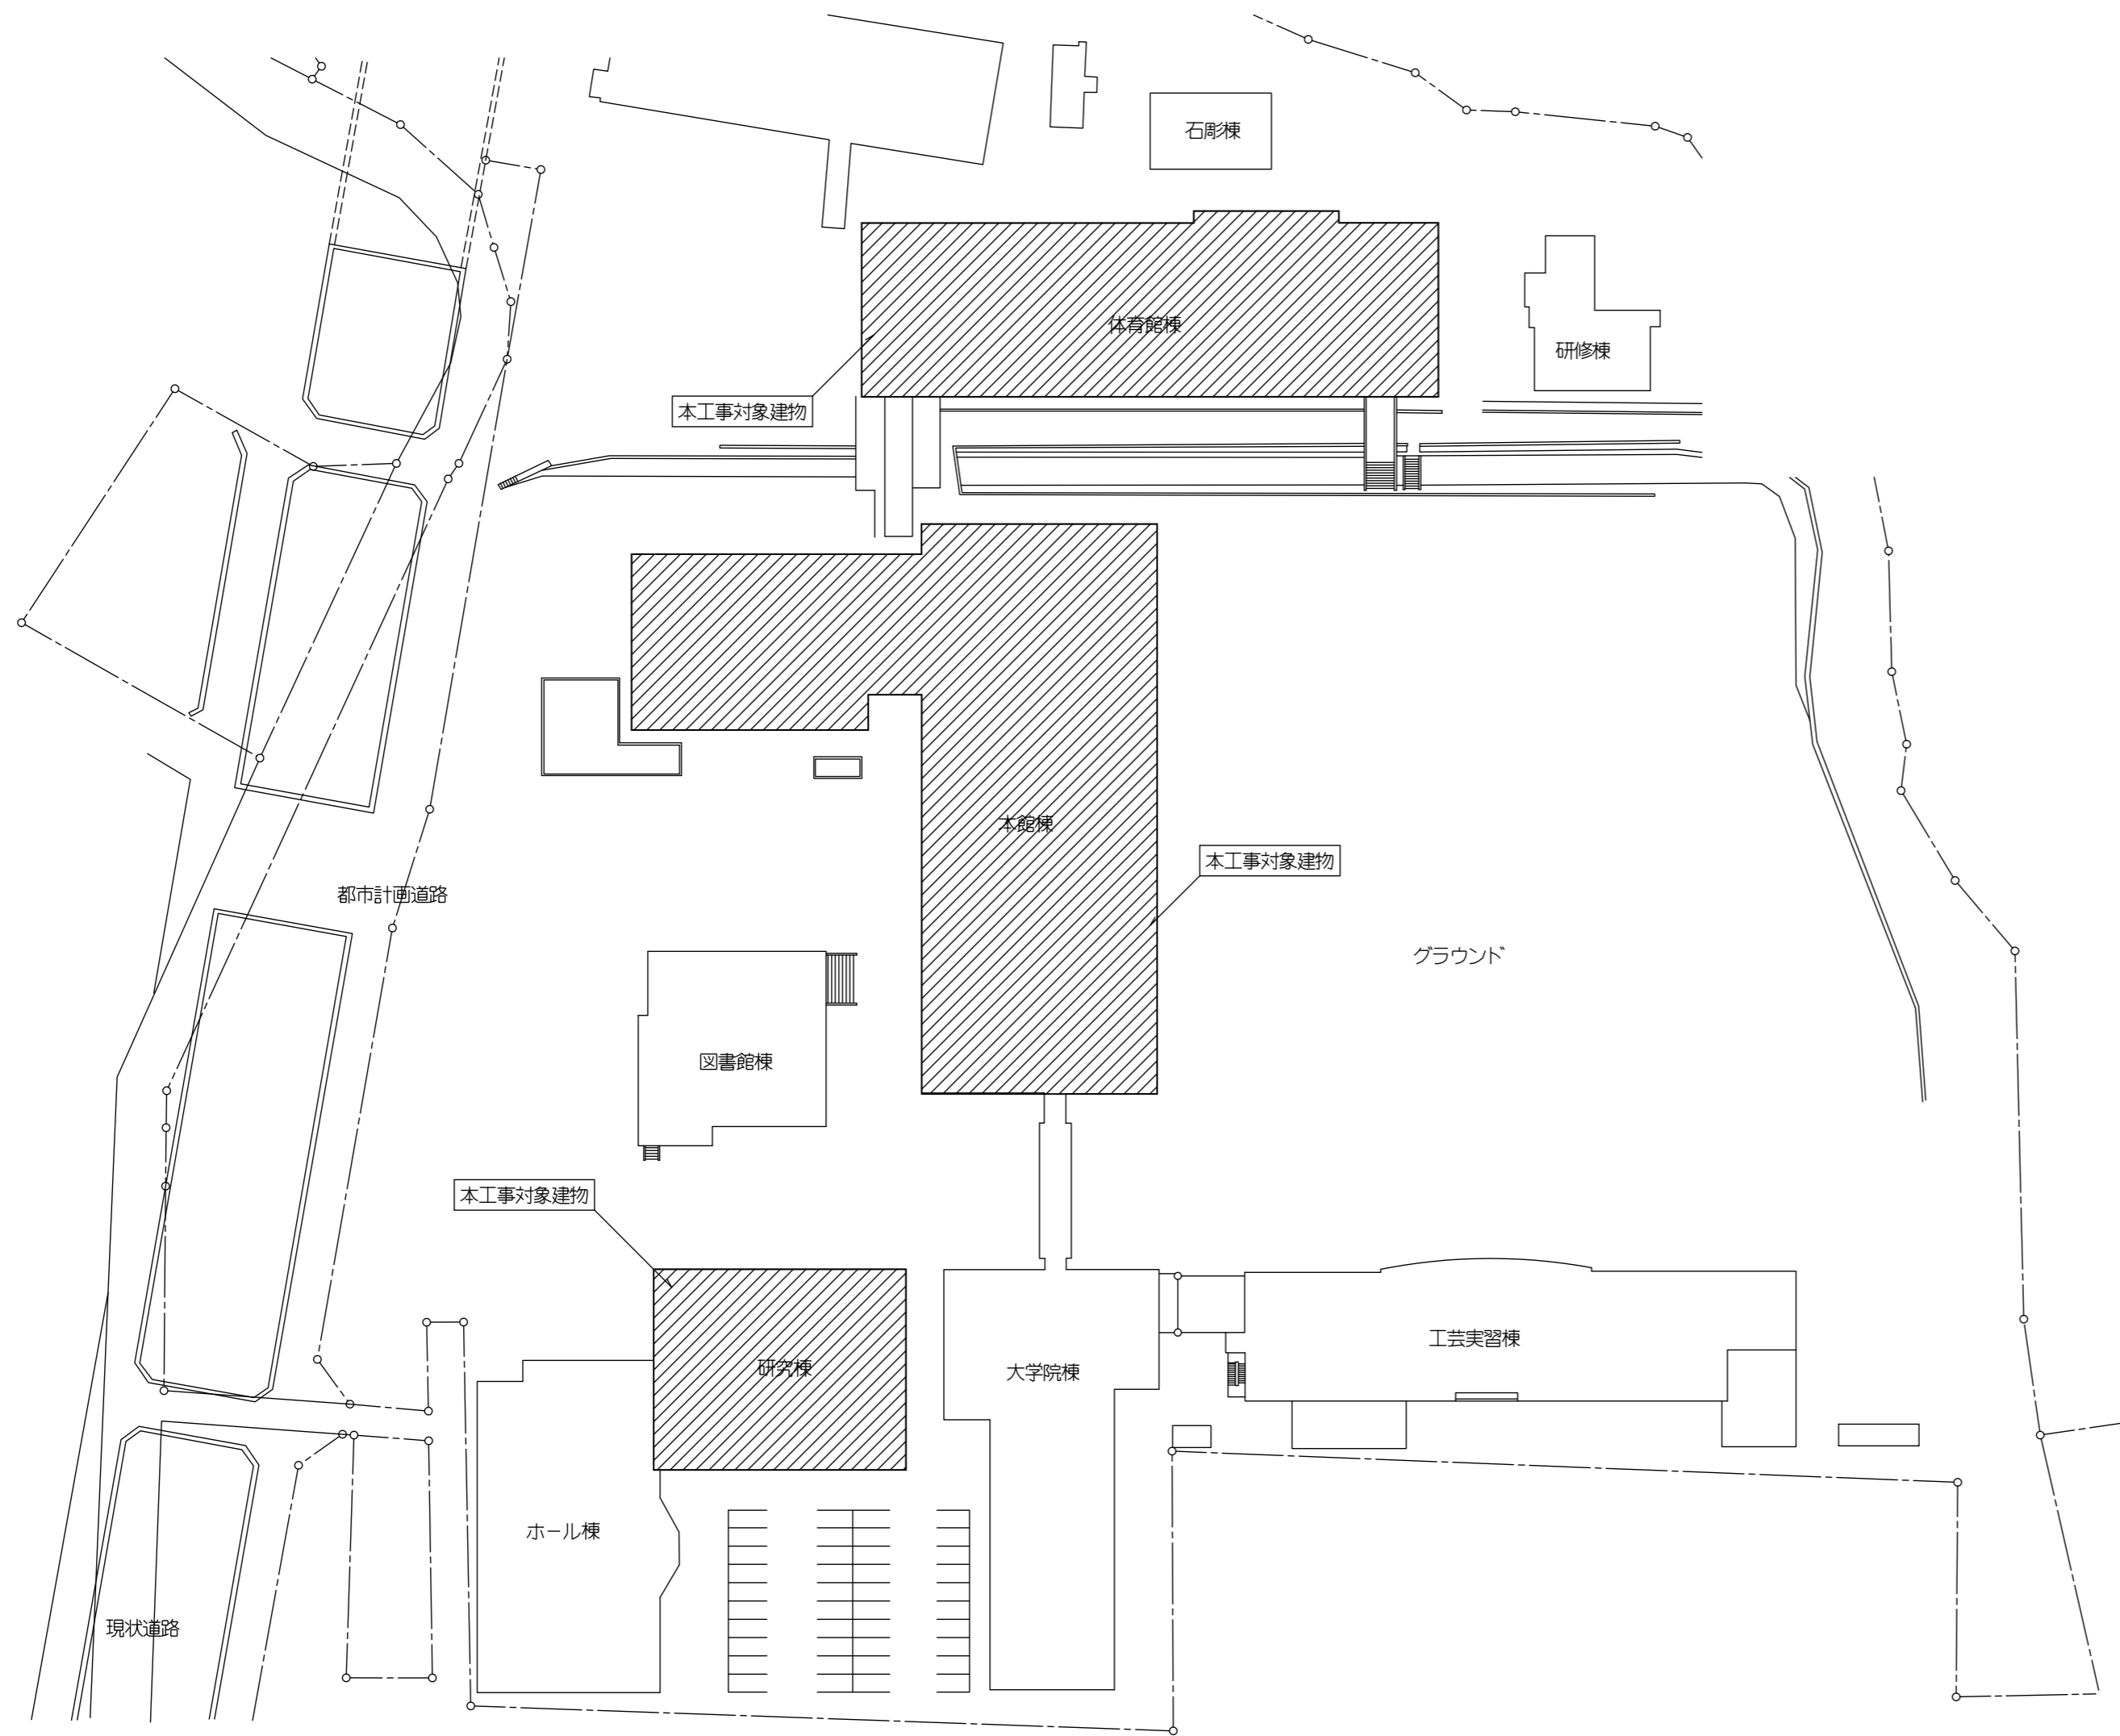 石彫棟
体育館棟
研修棟
本工事対象建物
本館棟
本工事対象建物
都市計画道路
グラウンド
図書館棟
本工事対象建物
工芸実習棟
研究棟
大学院棟
ホール棟
現状道路